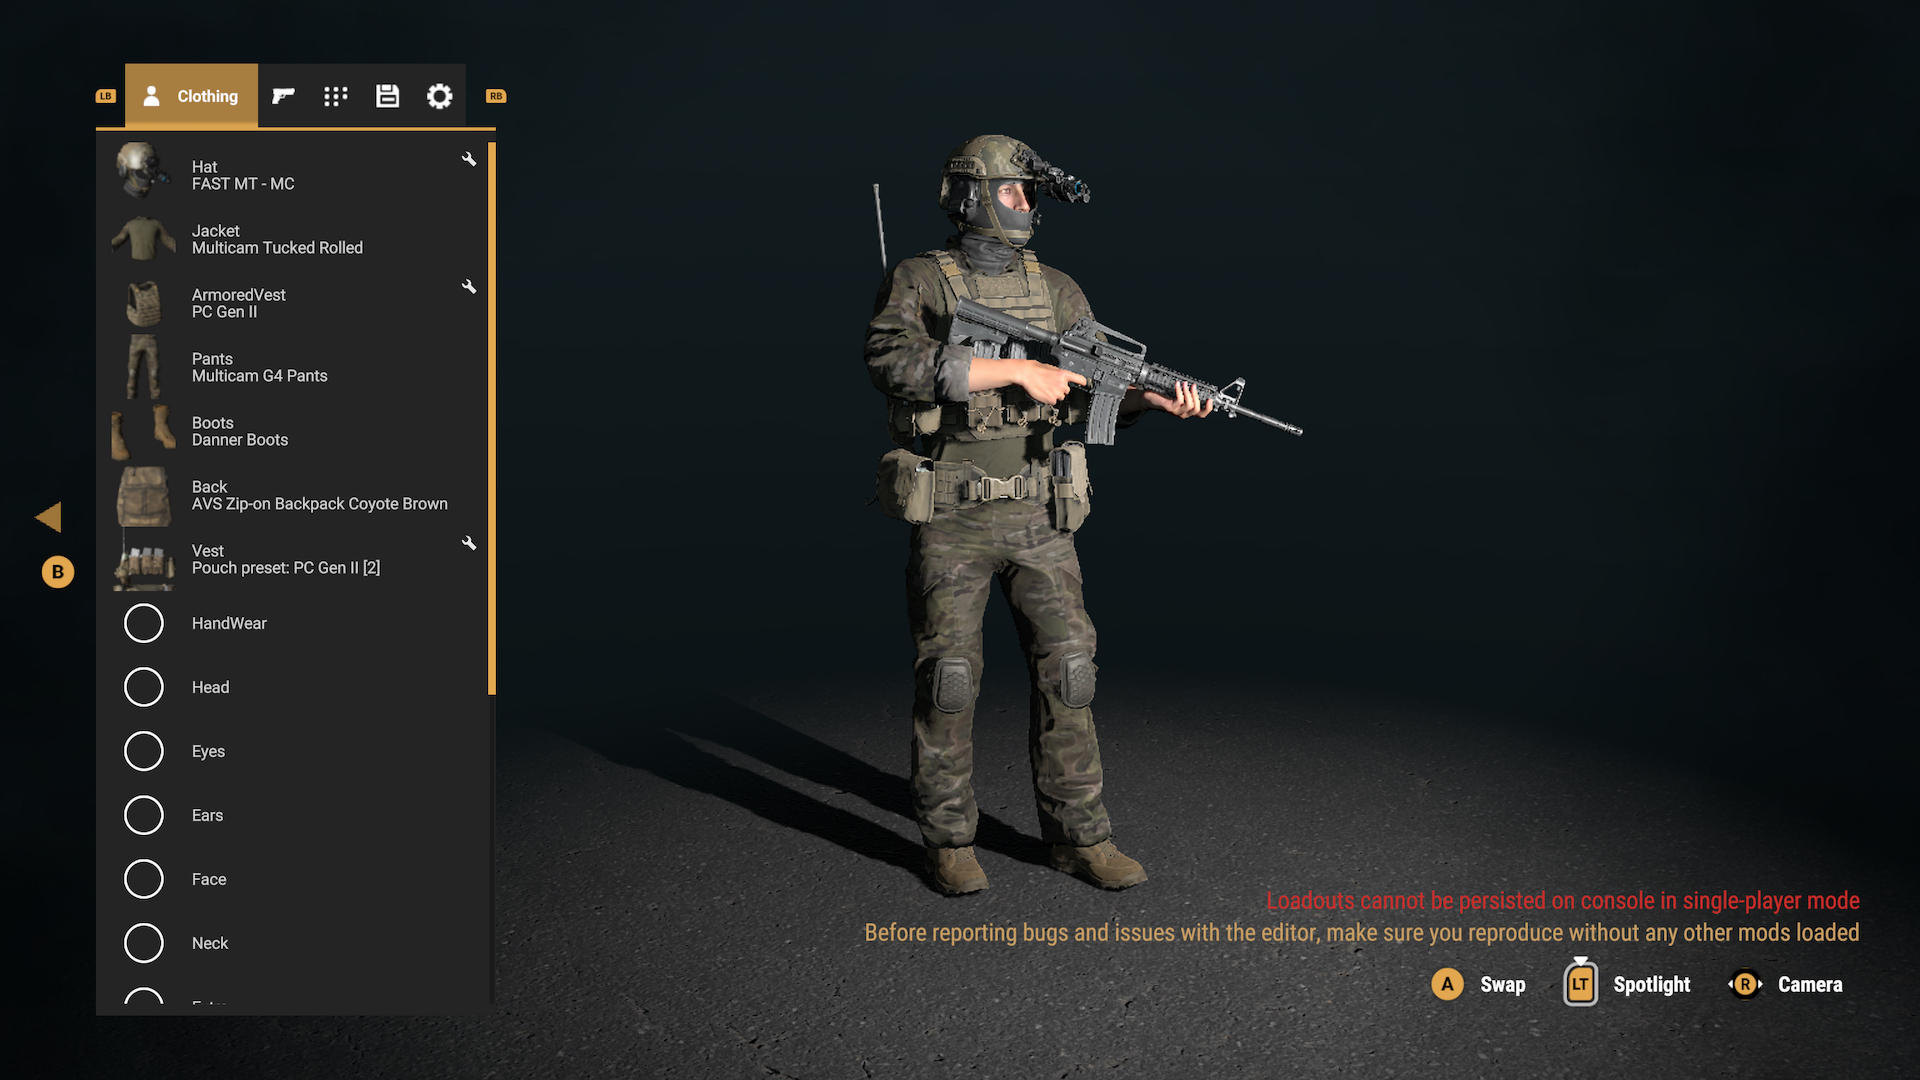 LB
Clothing
RB
Hat
FAST MT - MC
Jacket
Multicam Tucked Rolled
ArmoredVest
PC Gen II
Pants
Multicam G4 Pants
Boots
Danner Boots
Back
AVS Zip-on Backpack Coyote Brown
Vest
Pouch preset: PC Gen II [2]
B
HandWear
Head
Eyes
Ears
Face
Neck
Loadouts cannot be persisted on console in single-player mode
Before reporting bugs and issues with the editor, make sure you reproduce without any other mods loaded
A Swap LT Spotlight R Camera